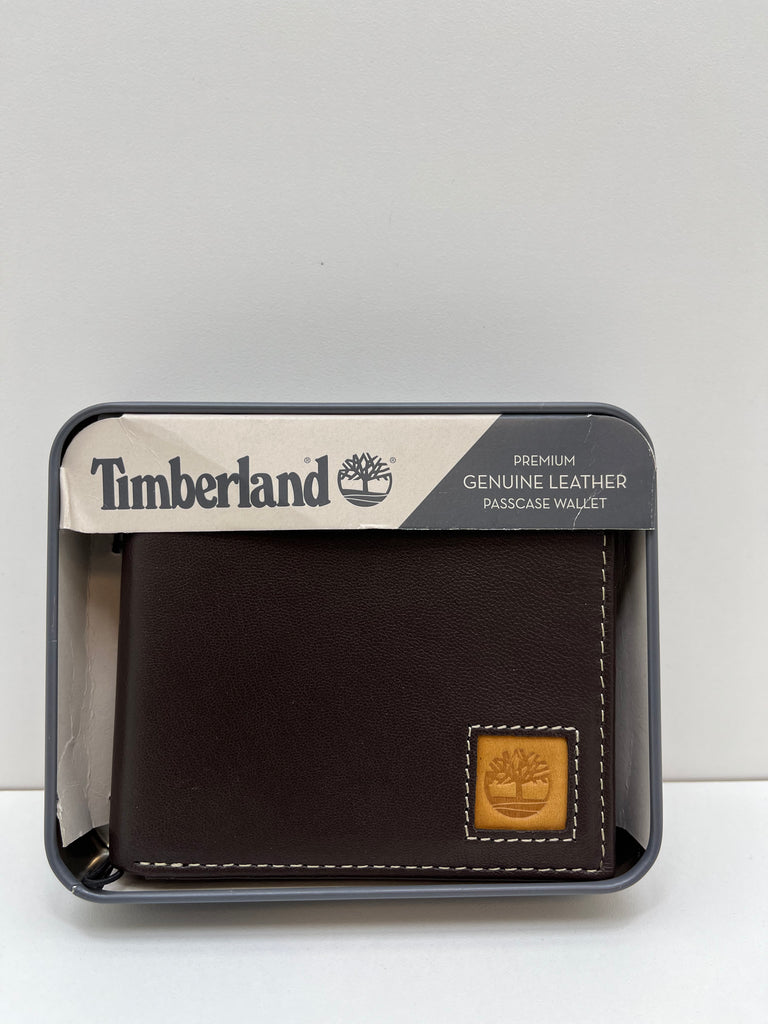 Timberland®
PREMIUM
GENUINE LEATHER
PASSCASE WALLET